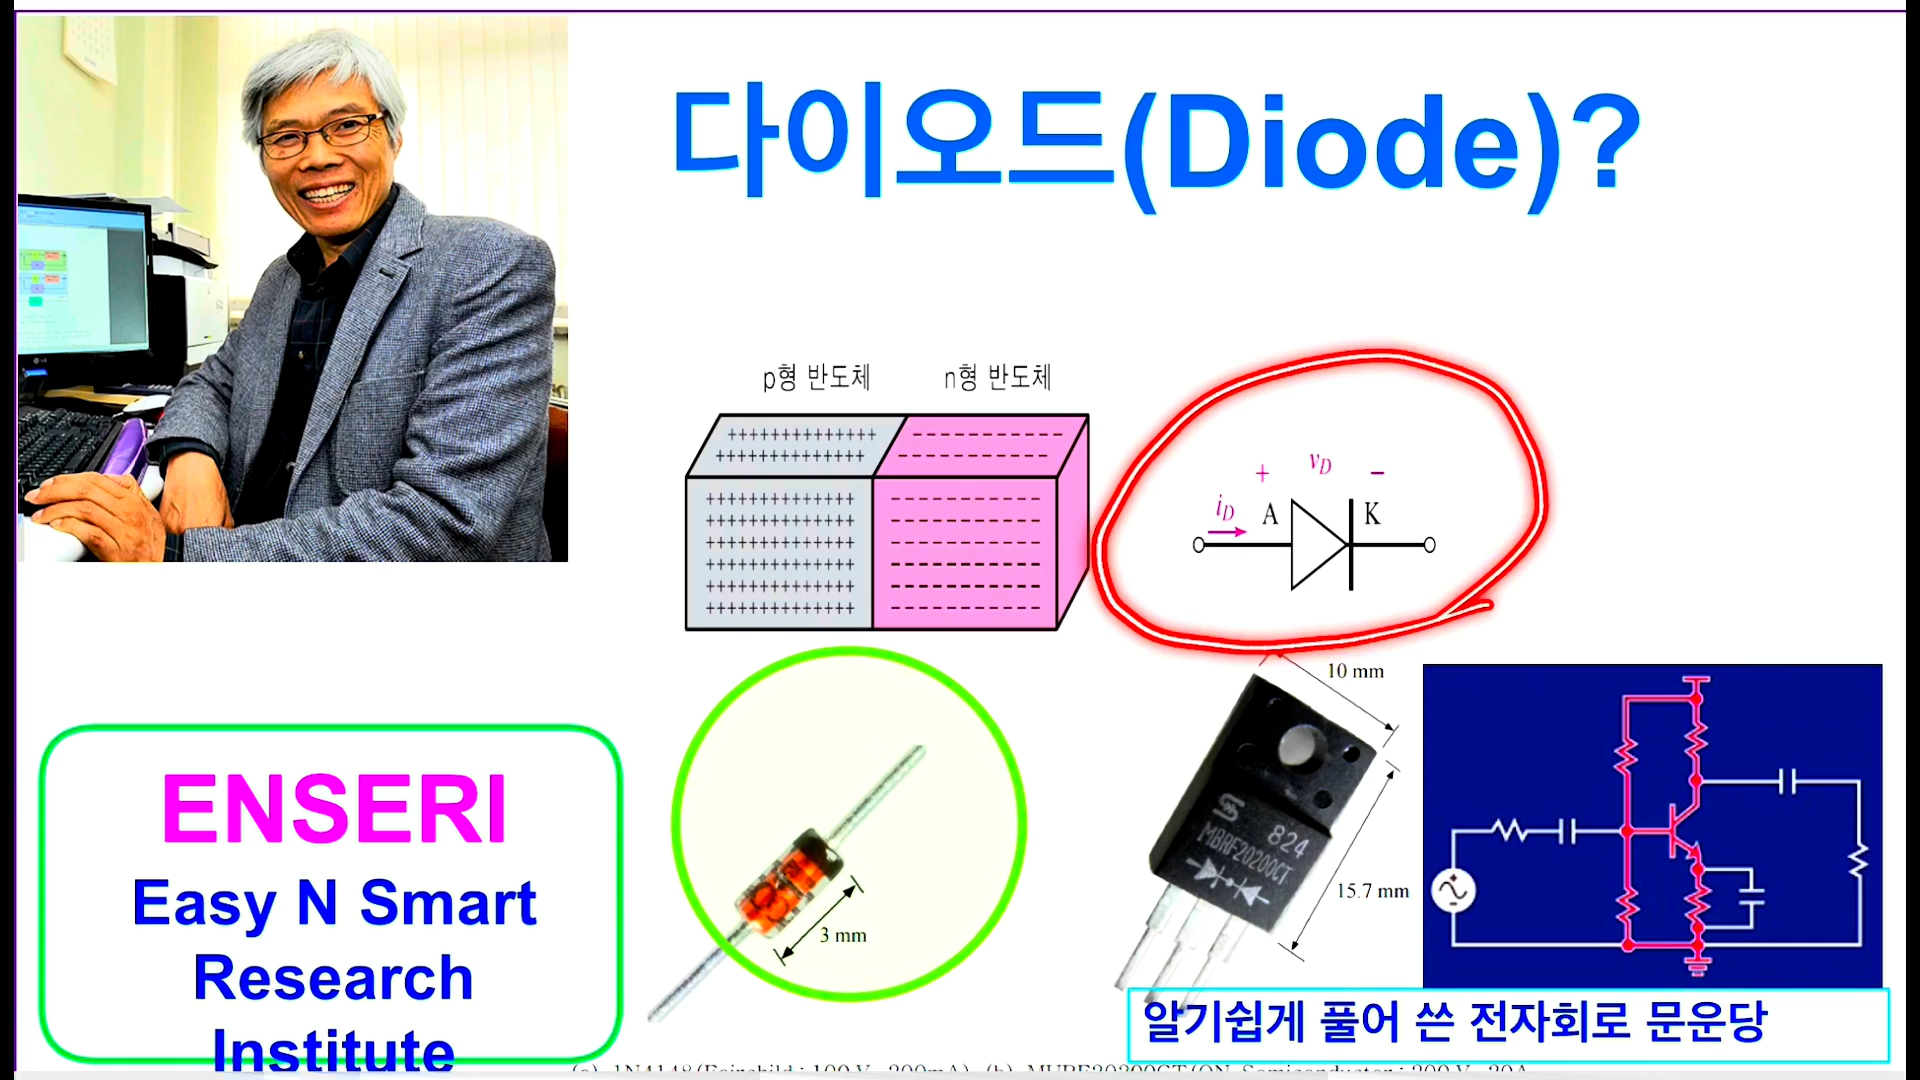 다이오드(Diode)?
p형 반도체
n형 반도체
+ vD −
iD A K
10 mm
824
MBRF20200CT
15.7 mm
3 mm
ENSERI
Easy N Smart
Research
Institute
알기쉽게 풀어 쓴 전자회로 문운당